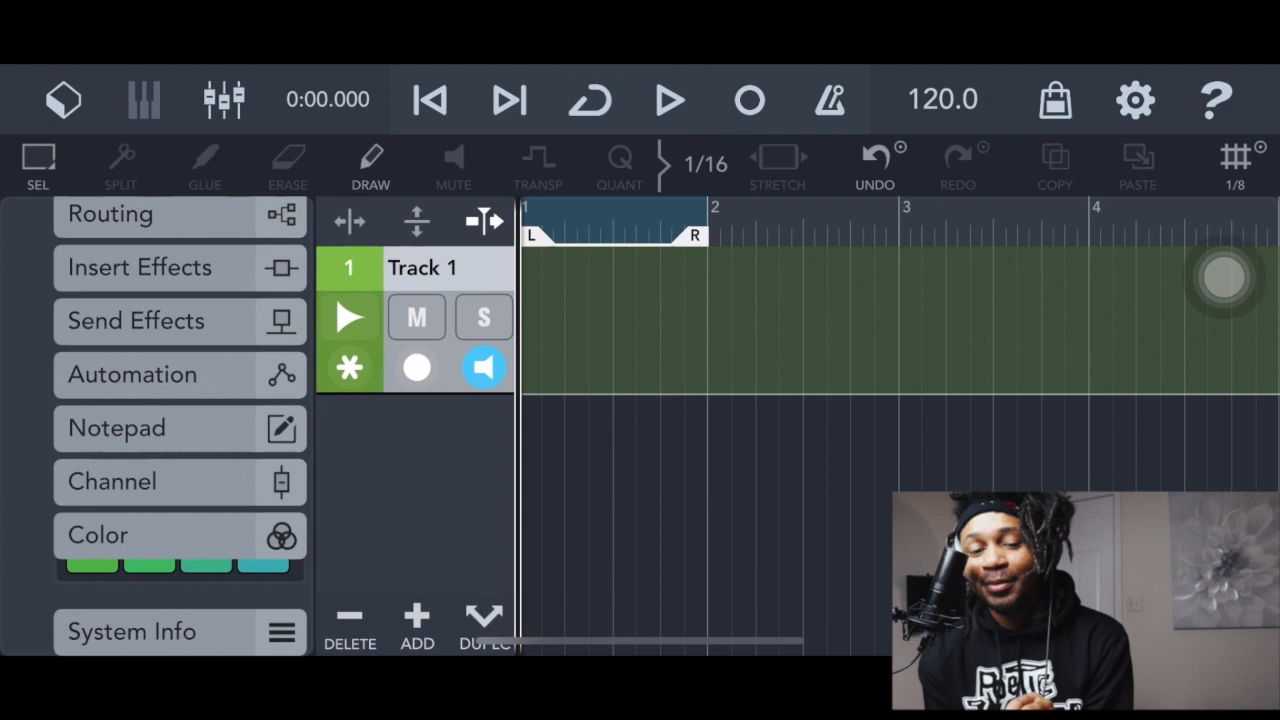 0:00.000
120.0
?
SEL
SPLIT
GLUE
ERASE
DRAW
MUTE
TRANSP
Q
QUANT
1/16
STRETCH
UNDO
REDO
COPY
PASTE
1/8
Routing
Insert Effects
Send Effects
Automation
Notepad
Channel
Color
System Info
1
2
3
4
L
R
1
Track 1
M
S
DELETE
ADD
DUPLC